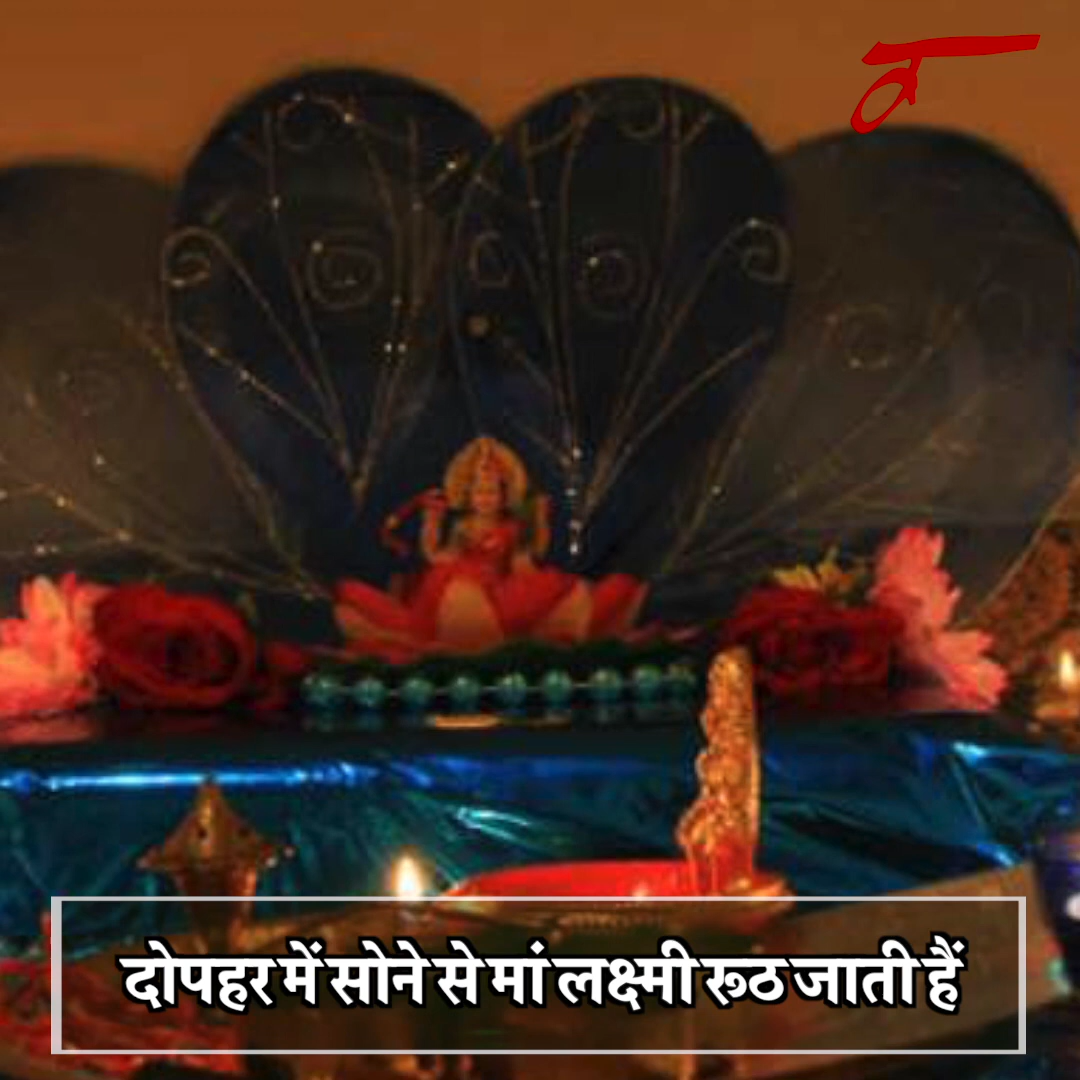 दोपहर में सोने से मां लक्ष्मी रूठ जाती हैं